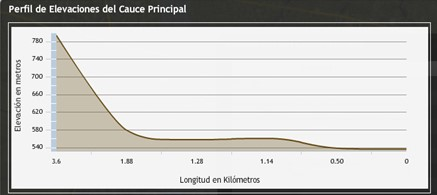 Perfil de Elevaciones del Cauce Principal
Elevación en metros
780
740
700
660
620
580
540
3.6 1.88 1.28 1.14 0.50 0
Longitud en Kilómetros